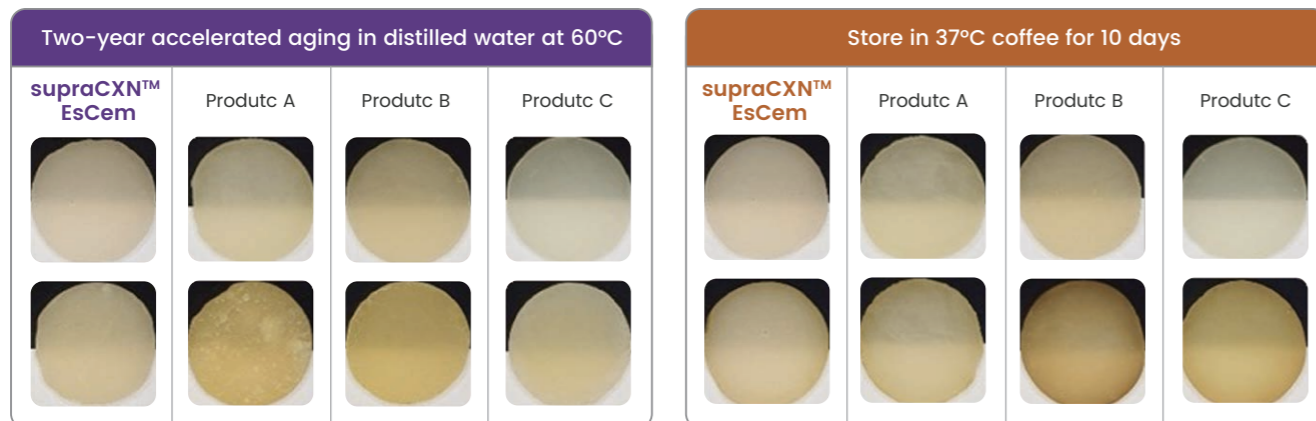 Two-year accelerated aging in distilled water at 60°C
supraCXN™
EsCem
Produtc A
Produtc B
Produtc C
Store in 37°C coffee for 10 days
supraCXN™
EsCem
Produtc A
Produtc B
Produtc C